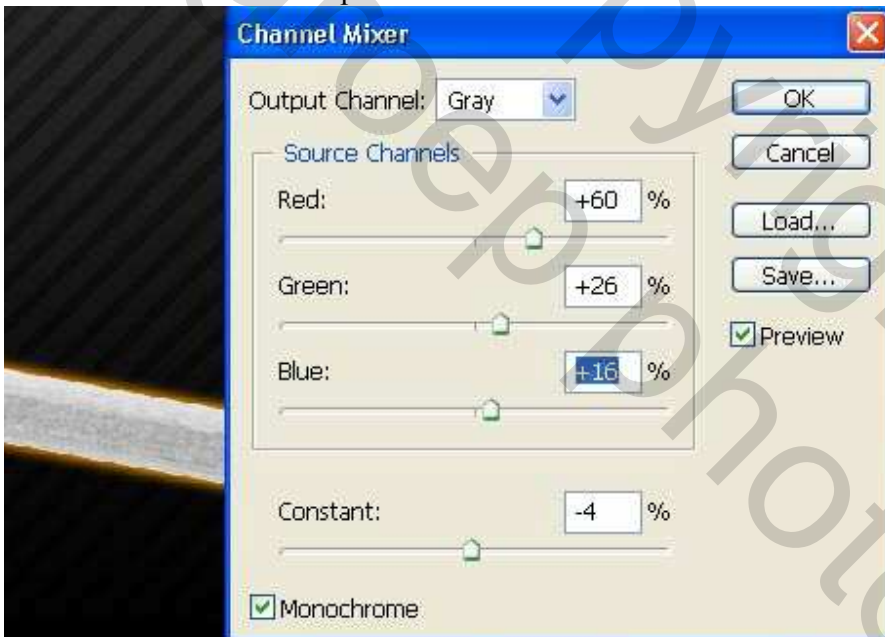 Channel Mixer
Output Channel: Gray
OK
Source Channels
Cancel
Red: +60 %
Load...
Green: +26 %
Save...
Preview
Blue: +16 %
Constant: -4 %
Monochrome